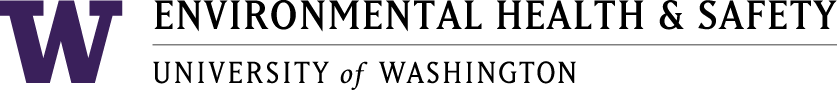 W
ENVIRONMENTAL HEALTH & SAFETY
UNIVERSITY of WASHINGTON